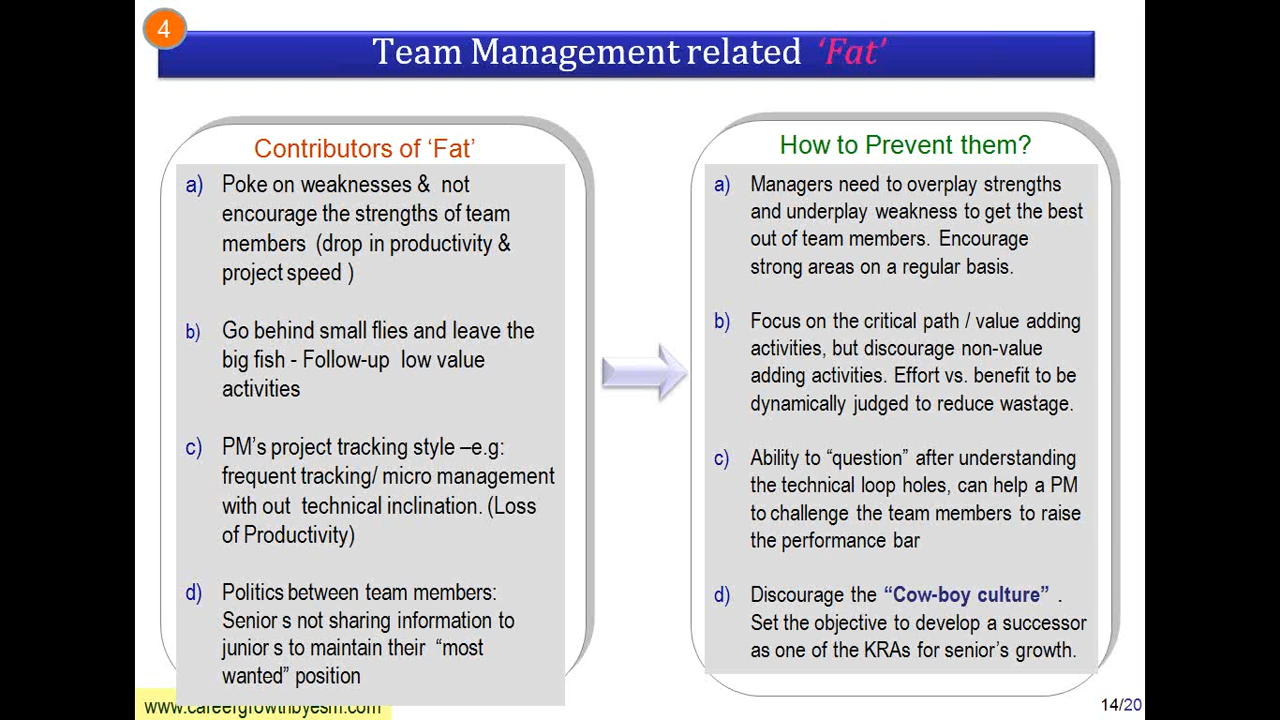 4
Team Management related ‘Fat’
Contributors of ‘Fat’
a) Poke on weaknesses & not
encourage the strengths of team
members (drop in productivity &
project speed )
b) Go behind small flies and leave the
big fish - Follow-up low value
activities
c) PM’s project tracking style –e.g:
frequent tracking/ micro management
with out technical inclination. (Loss
of Productivity)
d) Politics between team members:
Senior s not sharing information to
junior s to maintain their “most
wanted” position
How to Prevent them?
a) Managers need to overplay strengths
and underplay weakness to get the best
out of team members. Encourage
strong areas on a regular basis.
b) Focus on the critical path / value adding
activities, but discourage non-value
adding activities. Effort vs. benefit to be
dynamically judged to reduce wastage.
c) Ability to “question” after understanding
the technical loop holes, can help a PM
to challenge the team members to raise
the performance bar
d) Discourage the “Cow-boy culture” .
Set the objective to develop a successor
as one of the KRAs for senior’s growth.
www.careergrowthbyesm.com
14/20